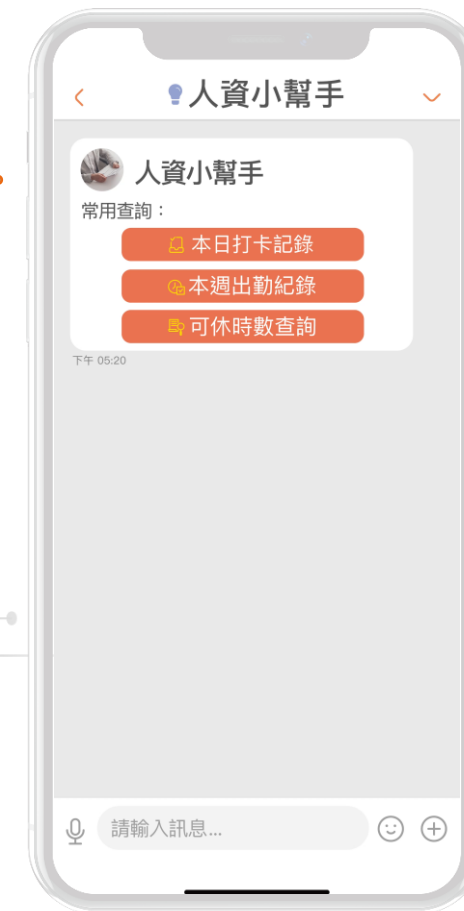 人資小幫手
人資小幫手
常用查詢：
本日打卡記錄
本週出勤紀錄
可休時數查詢
下午 05:20
請輸入訊息...